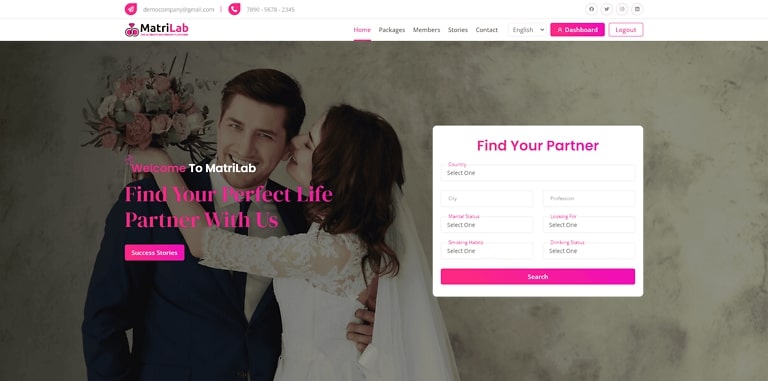 democompany@gmail.com
7890 - 5678 - 2345
MatriLab
Home
Packages
Members
Stories
Contact
English
Dashboard
Logout
Welcome To MatriLab
Find Your Perfect Life
Partner With Us
Success Stories
Find Your Partner
Country
Select One
City
Profession
Marital Status
Select One
Looking For
Select One
Smoking Habits
Select One
Drinking Status
Select One
Search